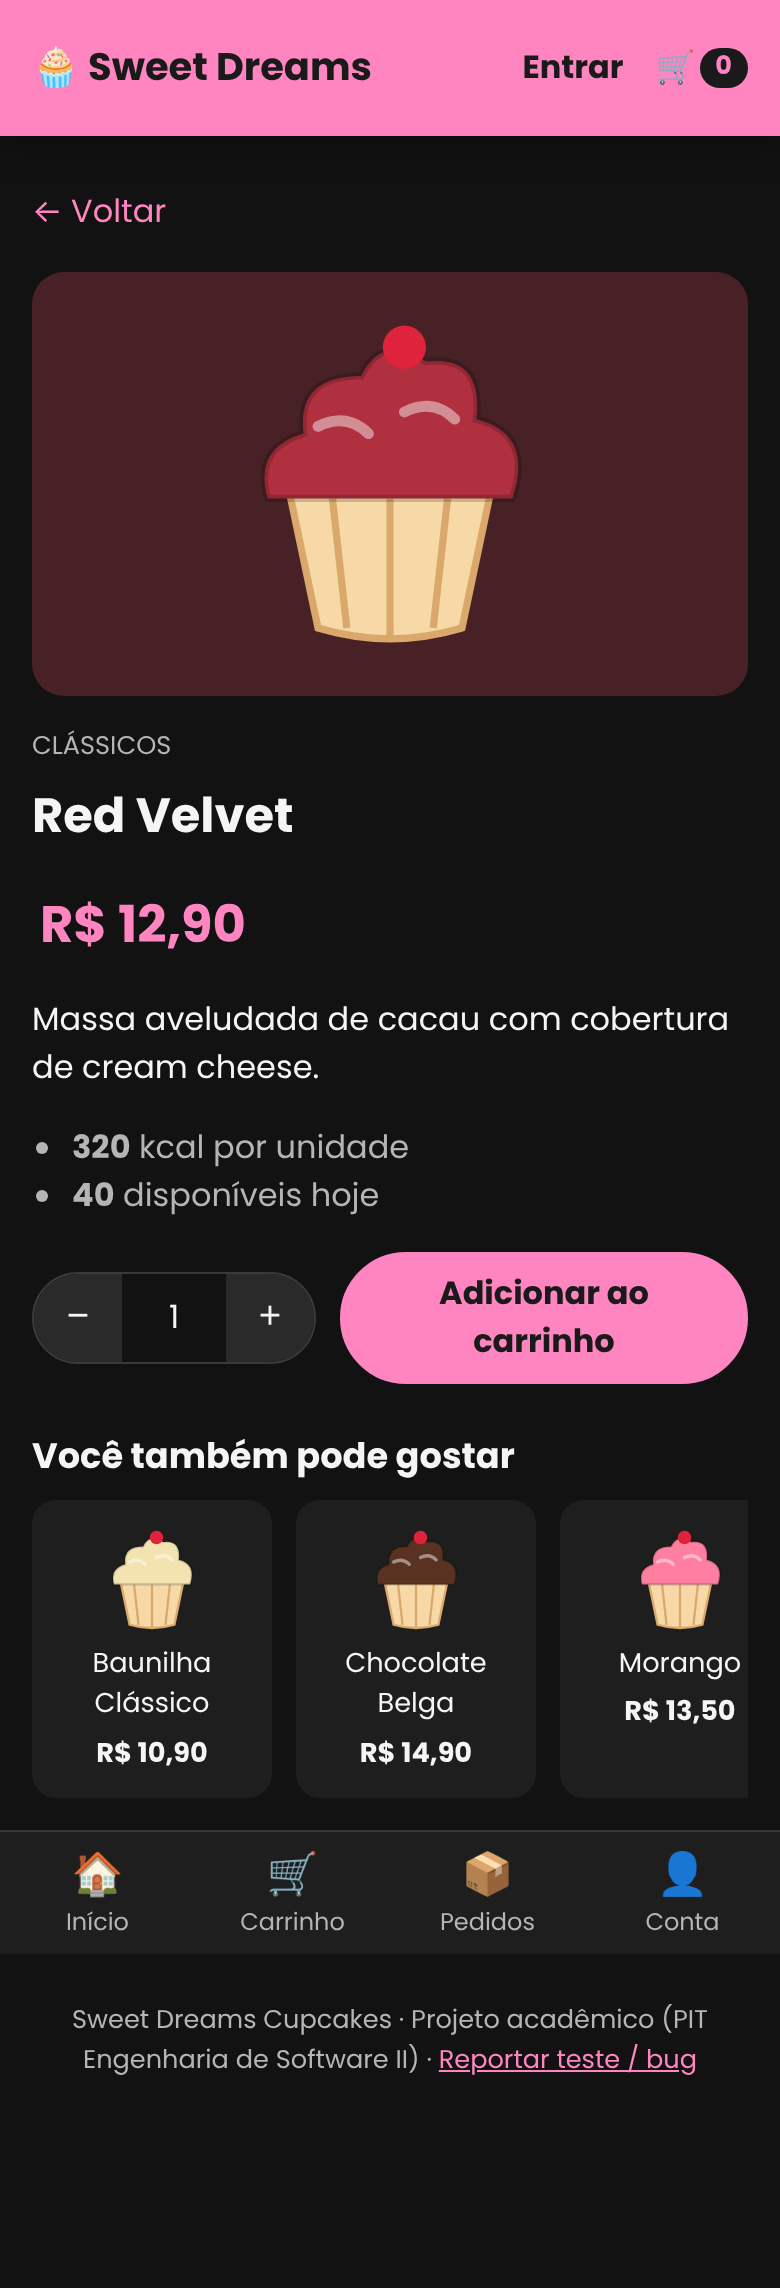 Sweet Dreams
Entrar
0
← Voltar
CLÁSSICOS
Red Velvet
R$ 12,90
Massa aveludada de cacau com cobertura
de cream cheese.
• 320 kcal por unidade
• 40 disponíveis hoje
− 1 +
Adicionar ao
carrinho
Você também pode gostar
Baunilha
Clássico
R$ 10,90
Chocolate
Belga
R$ 14,90
Morango
R$ 13,50
Início
Carrinho
Pedidos
Conta
Sweet Dreams Cupcakes · Projeto acadêmico (PIT
Engenharia de Software II) · Reportar teste / bug